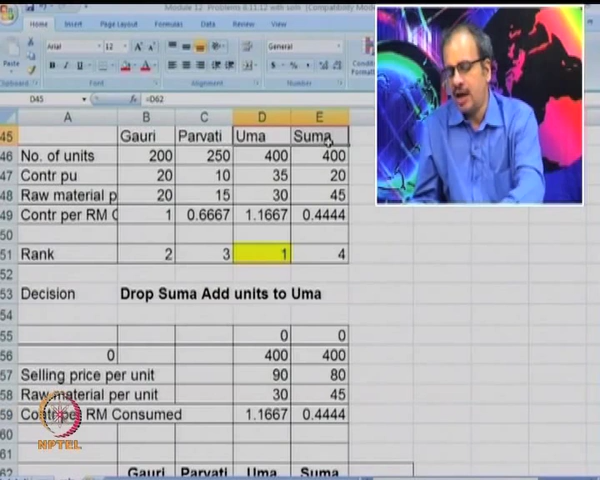 Module 12 Problems 9.11.12 with soln [Compatibility Mode]
Home Insert Page Layout Formulas Data Review View
Paste Arial 12 General
Clipboard Font Alignment Number
D45 =D62
A B C D E
45 Gauri Parvati Uma Suma
46 No. of units 200 250 400 400
47 Contr pu 20 10 35 20
48 Raw material p 20 15 30 45
49 Contr per RM C 1 0.6667 1.1667 0.4444
50
51 Rank 2 3 1 4
52
53 Decision Drop Suma Add units to Uma
54
55 0 0
56 0 400 400
57 Selling price per unit 90 80
58 Raw material per unit 30 45
59 Contr per RM Consumed 1.1667 0.4444
60
61
62 Gauri Parvati Uma Suma
NPTEL